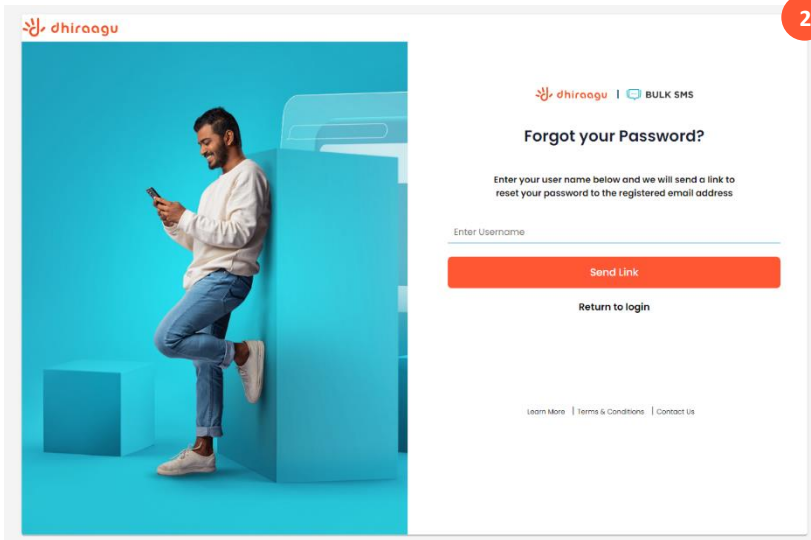 dhiraagu
2
dhiraagu | BULK SMS
Forgot your Password?
Enter your user name below and we will send a link to
reset your password to the registered email address
Enter Username
Send Link
Return to login
Learn More | Terms & Conditions | Contact Us